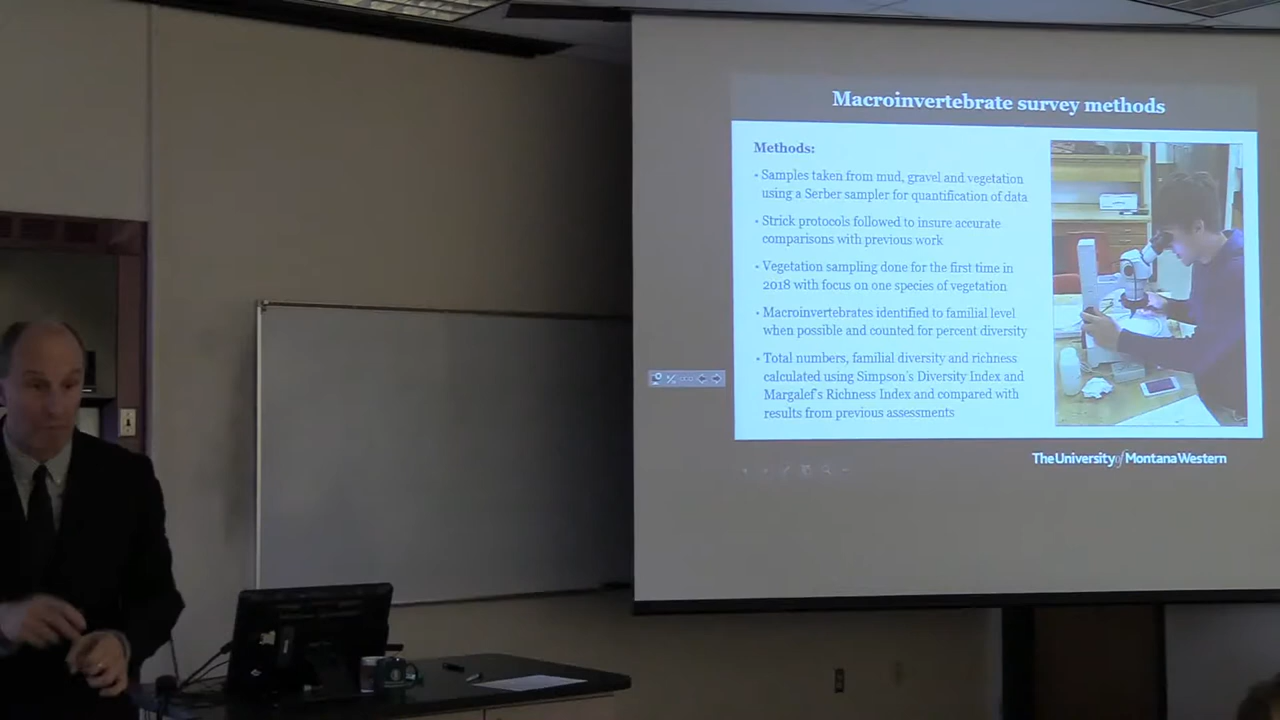 Macroinvertebrate survey methods
Methods:
• Samples taken from mud, gravel and vegetation
using a Serber sampler for quantification of data
• Strick protocols followed to insure accurate
comparisons with previous work
• Vegetation sampling done for the first time in
2018 with focus on one species of vegetation
• Macroinvertebrates identified to familial level
when possible and counted for percent diversity
• Total numbers, familial diversity and richness
calculated using Simpson's Diversity Index and
Margalef's Richness Index and compared with
results from previous assessments
The University of Montana Western